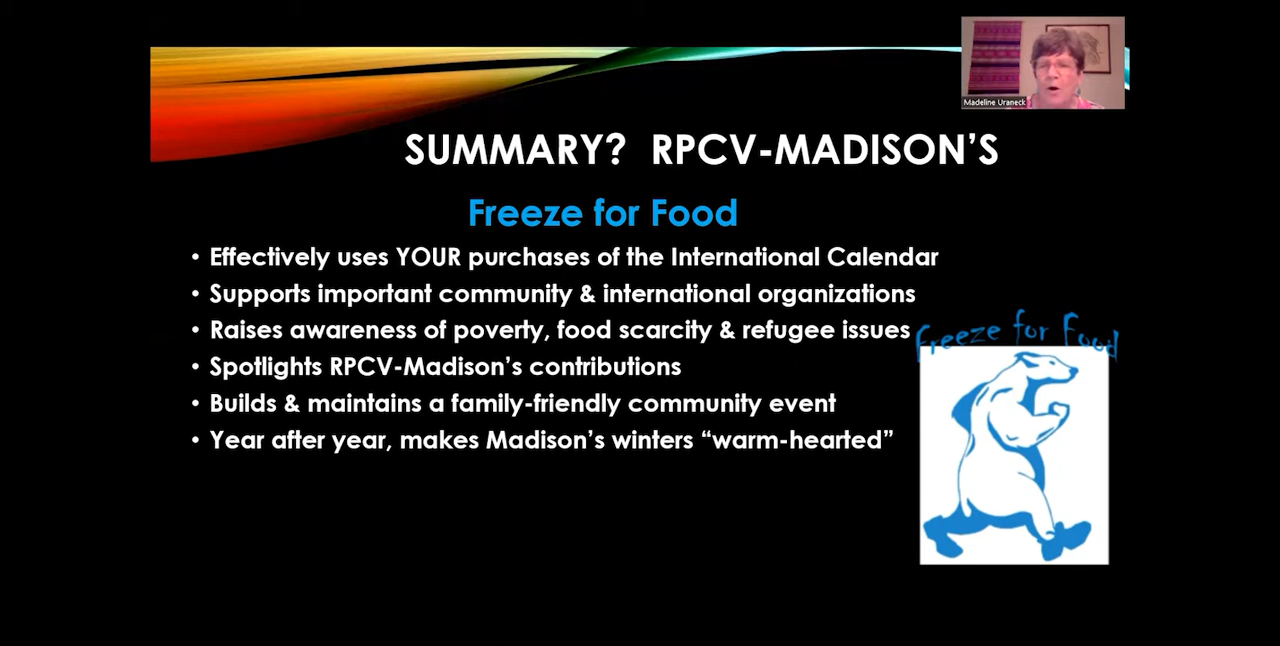 Madeline Uraneck
SUMMARY? RPCV-MADISON'S
Freeze for Food
• Effectively uses YOUR purchases of the International Calendar
• Supports important community & international organizations
• Raises awareness of poverty, food scarcity & refugee issues
• Spotlights RPCV-Madison's contributions
• Builds & maintains a family-friendly community event
• Year after year, makes Madison's winters “warm-hearted”
Freeze for Food